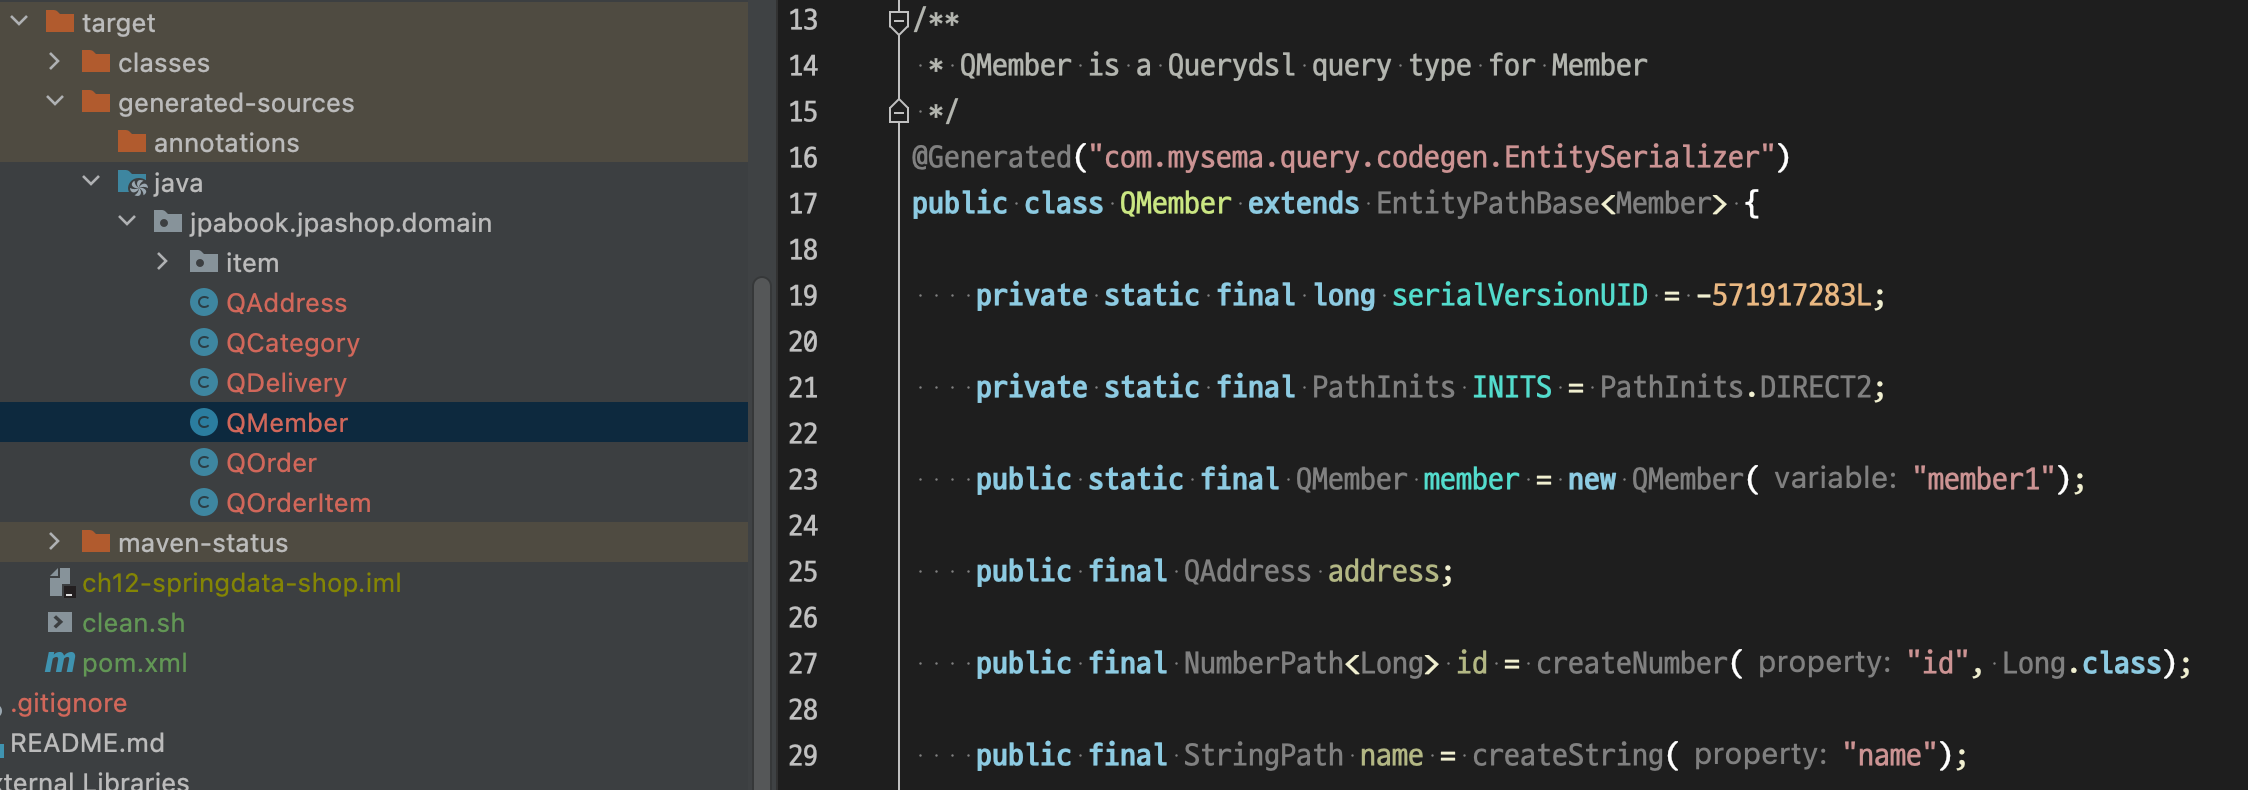 target
classes
generated-sources
annotations
java
jpabook.jpashop.domain
item
QAddress
QCategory
QDelivery
QMember
QOrder
QOrderItem
maven-status
ch12-springdata-shop.iml
clean.sh
pom.xml
.gitignore
README.md
xternal Libraries
13 /**
14 * QMember is a Querydsl query type for Member
15 */
16 @Generated("com.mysema.query.codegen.EntitySerializer")
17 public class QMember extends EntityPathBase<Member> {
18
19 private static final long serialVersionUID = -571917283L;
20
21 private static final PathInits INITS = PathInits.DIRECT2;
22
23 public static final QMember member = new QMember( variable: "member1");
24
25 public final QAddress address;
26
27 public final NumberPath<Long> id = createNumber( property: "id", Long.class);
28
29 public final StringPath name = createString( property: "name");